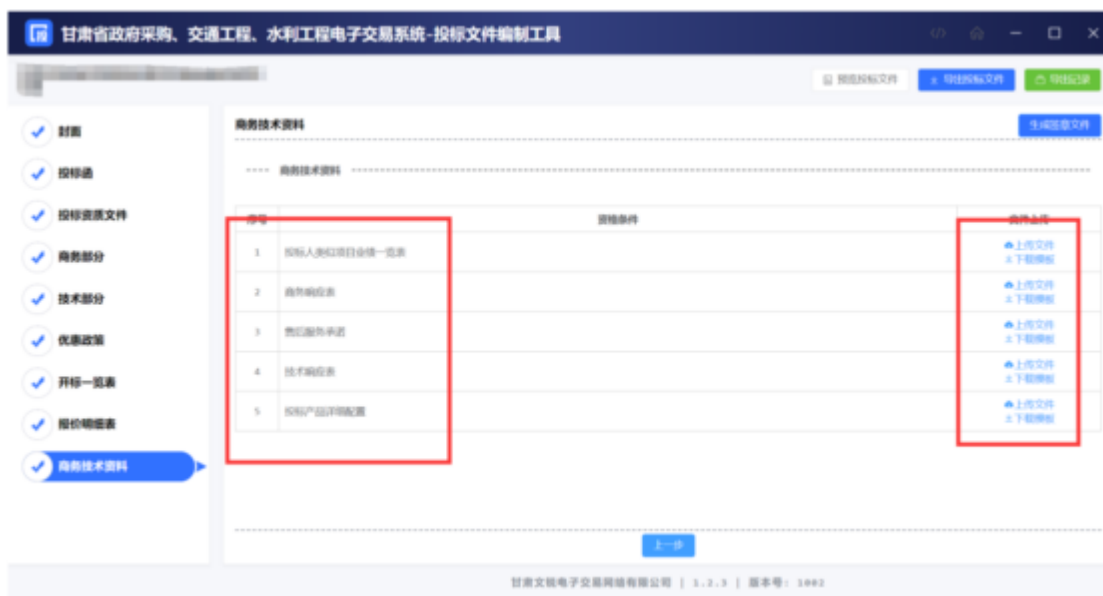 甘肃省政府采购、交通工程、水利工程电子交易系统-投标文件编制工具
预览投标文件 导出投标文件 导出记录
封面
投标函
投标资质文件
商务部分
技术部分
优惠政策
开标一览表
报价明细表
商务技术资料
商务技术资料 生成签章文件
商务技术资料
序号 资格条件 文件上传
1 投标人类似项目业绩一览表 上传文件
下载模板
2 商务响应表 上传文件
下载模板
3 售后服务承诺 上传文件
下载模板
4 技术响应表 上传文件
下载模板
5 投标产品详细配置 上传文件
下载模板
上一步
甘肃文锐电子交易网络有限公司 | 1.2.3 | 版本号: 1002